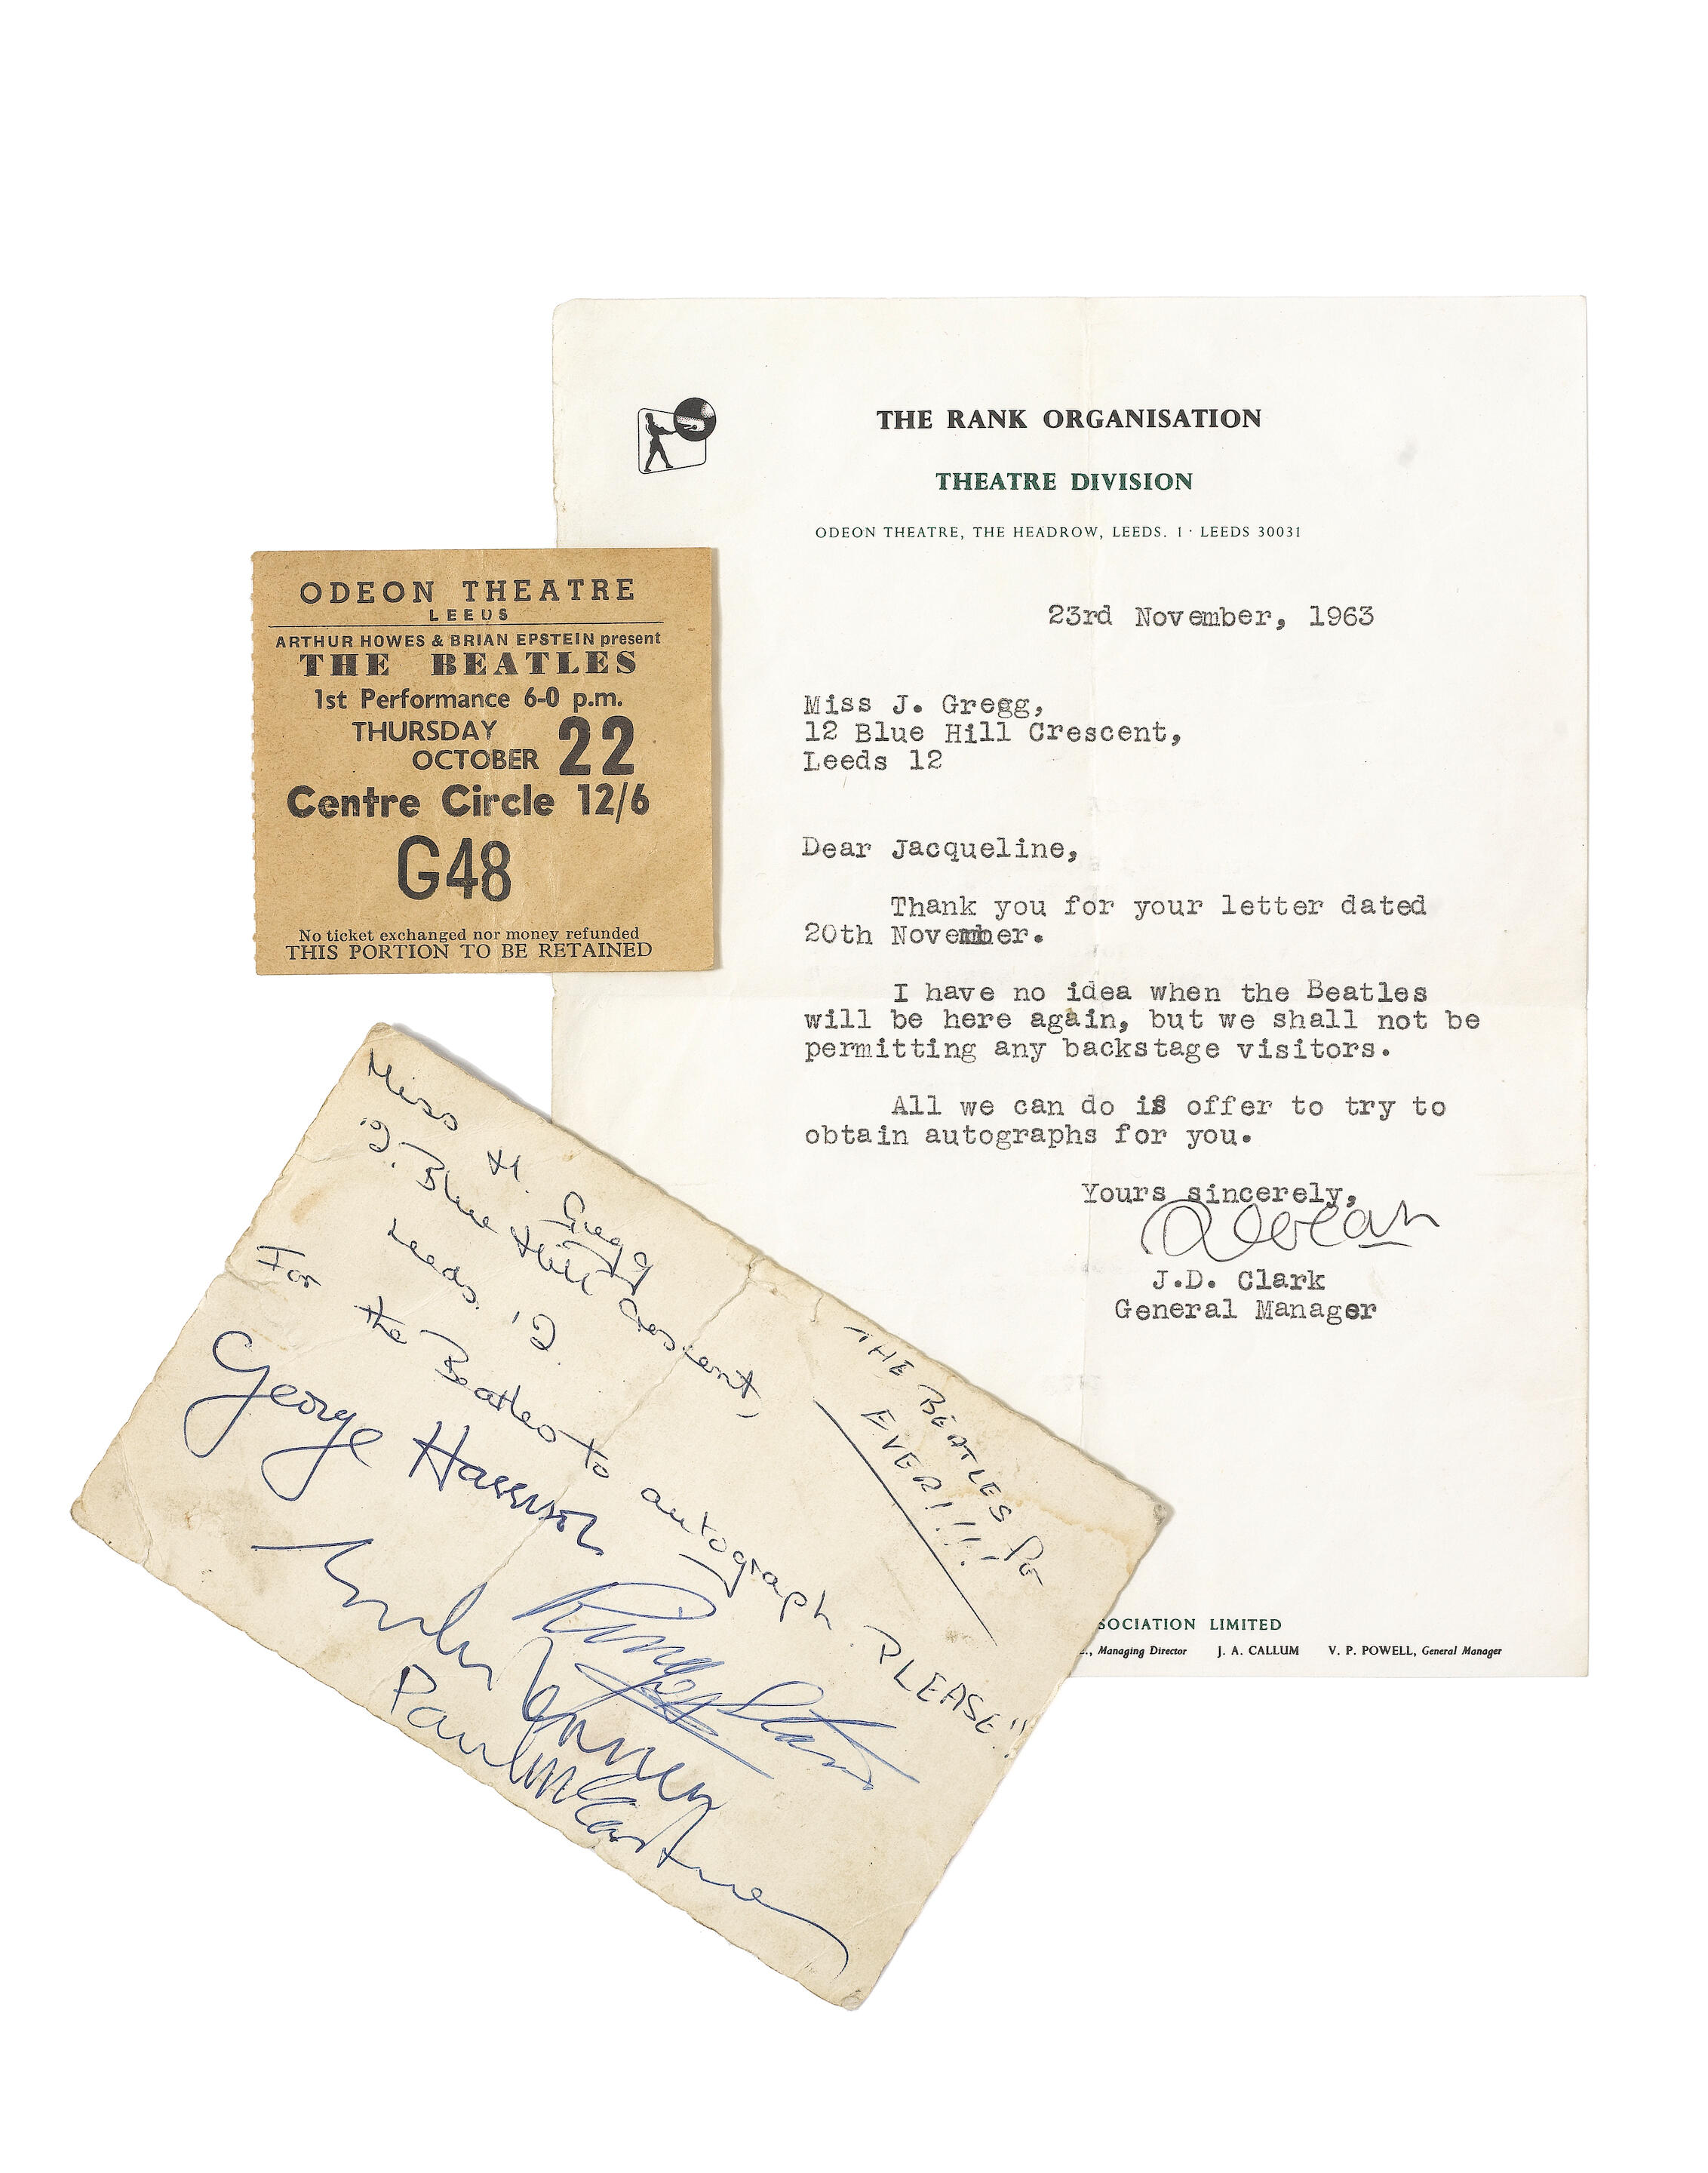 THE RANK ORGANISATION
THEATRE DIVISION
ODEON THEATRE, THE HEADROW, LEEDS. 1 · LEEDS 30031
23rd November, 1963
Miss J. Gregg,
12 Blue Hill Crescent,
Leeds 12
Dear Jacqueline,
Thank you for your letter dated
20th November.
I have no idea when the Beatles
will be here again, but we shall not be
permitting any backstage visitors.
All we can do is offer to try to
obtain autographs for you.
Yours sincerely,
J.D. Clark
General Manager
SOCIATION LIMITED
Managing Director J. A. CALLUM V. P. POWELL, General Manager
ODEON THEATRE
LEEDS
ARTHUR HOWES & BRIAN EPSTEIN present
THE BEATLES
1st Performance 6-0 p.m.
THURSDAY
OCTOBER 22
Centre Circle 12/6
G48
No ticket exchanged nor money refunded
THIS PORTION TO BE RETAINED
Miss H. Gregg
12. Blue Hill Crescent,
Leeds. 12.
For the Beatles to autograph PLEASE!!
THE BEATLES for
EVER!!!!
George Harrison
Ringo Starr
John Lennon
Paul McCartney